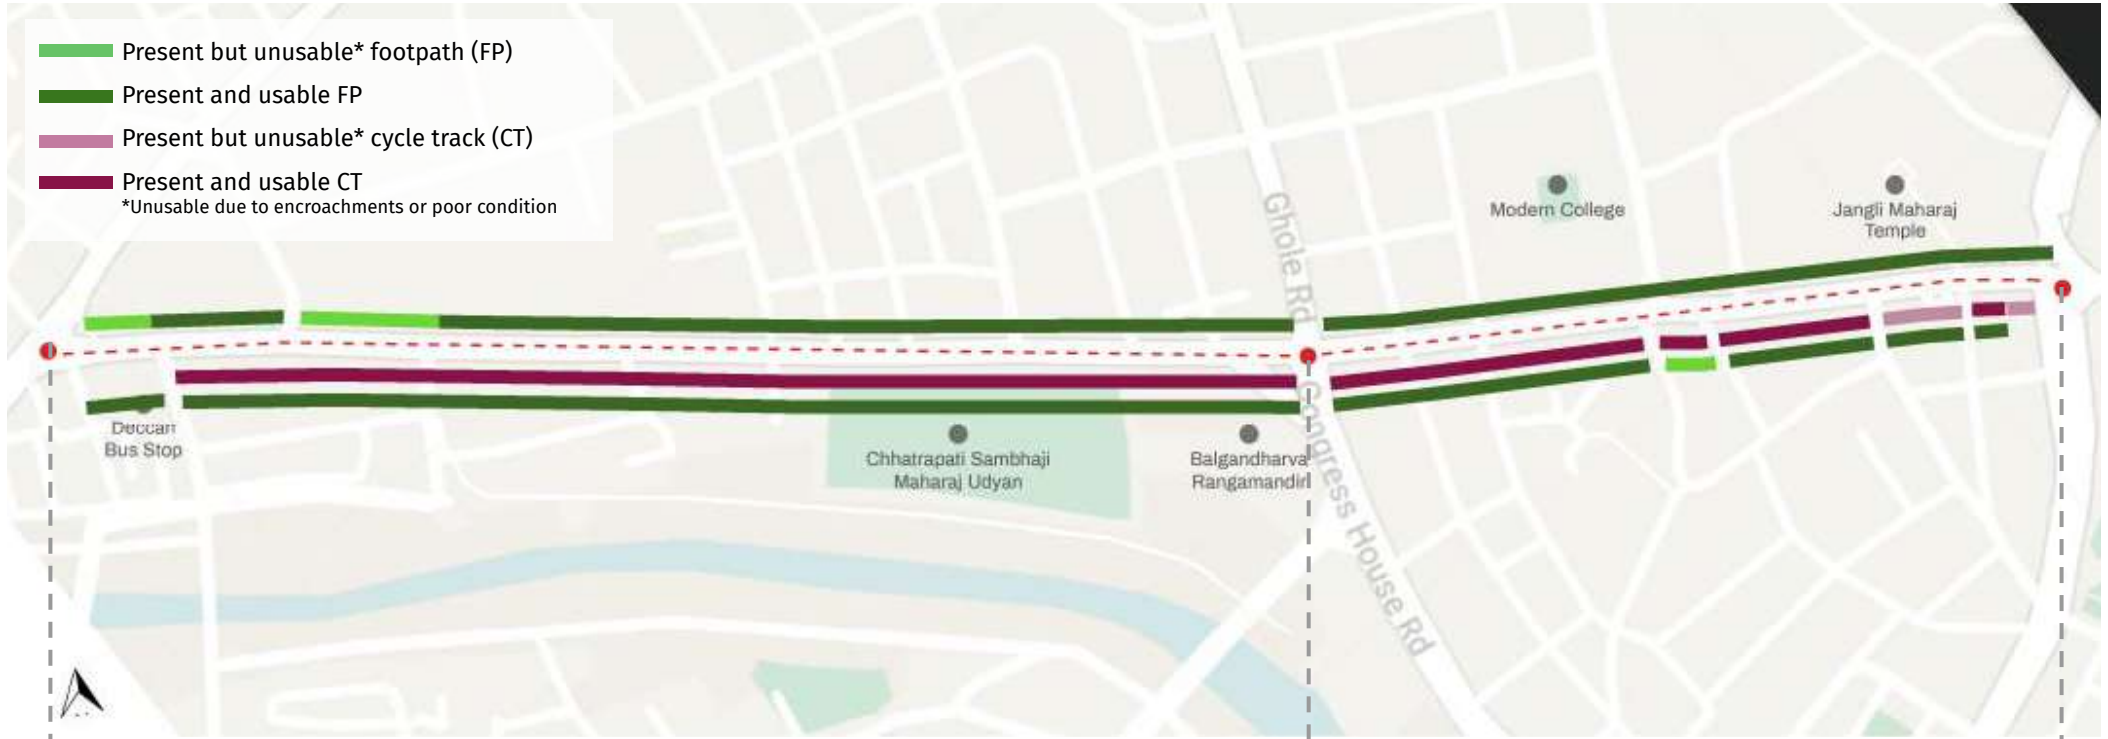 Present but unusable* footpath (FP)
Present and usable FP
Present but unusable* cycle track (CT)
Present and usable CT
*Unusable due to encroachments or poor condition
Ghole Rd
Modern College
Jangli Maharaj
Temple
Deccan
Bus Stop
Chhatrapati Sambhaji
Maharaj Udyan
Balgandharva
Rangamandir
Congress House Rd